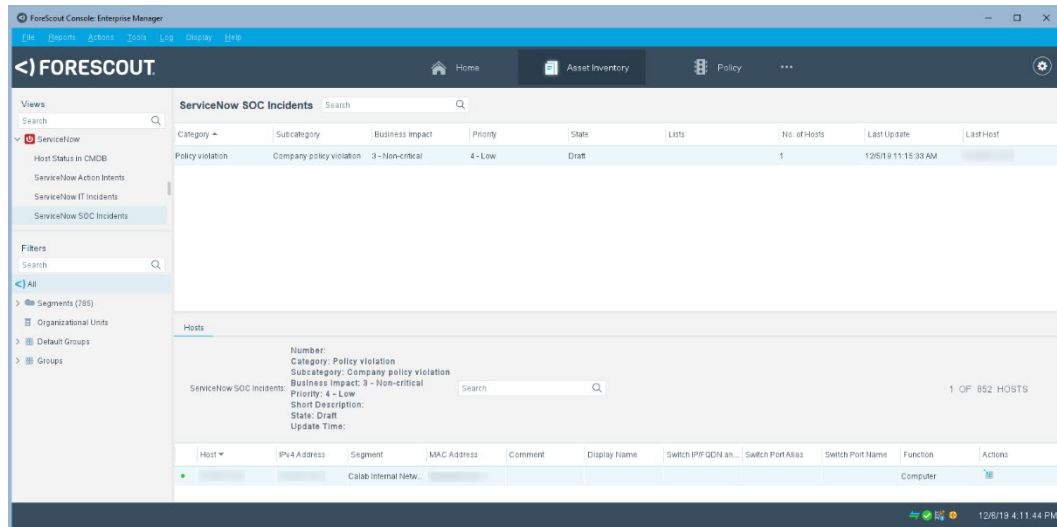 ForeScout Console: Enterprise Manager
File Reports Actions Tools Log Display Help
<) FORESCOUT.
Home
Asset Inventory
Policy
•••
Views
Search
ServiceNow
Host Status in CMDB
ServiceNow Action Intents
ServiceNow IT Incidents
ServiceNow SOC Incidents
Filters
Search
All
Segments (785)
Organizational Units
Default Groups
Groups
ServiceNow SOC Incidents Search
Category Subcategory Business Impact Priority State Lists No. of Hosts Last Update Last Host
Policy violation Company policy violation 3 - Non-critical 4 - Low Draft 1 12/5/19 11:15:33 AM
Hosts
ServiceNow SOC Incidents:
Number:
Category: Policy violation
Subcategory: Company policy violation
Business Impact: 3 - Non-critical
Priority: 4 - Low
Short Description:
State: Draft
Update Time:
Search
1 OF 852 HOSTS
Host IPv4 Address Segment MAC Address Comment Display Name Switch IP/FQDN an... Switch Port Alias Switch Port Name Function Actions
Calab Internal Netw... Computer
12/6/19 4:11:44 PM